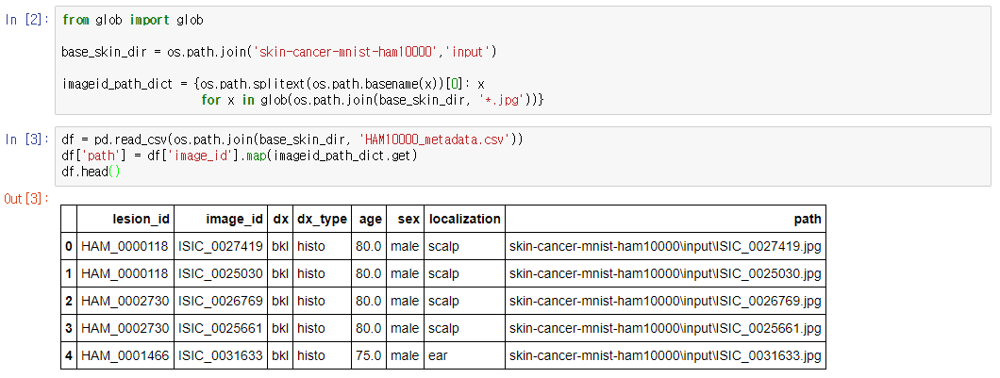 In [2]:
from glob import glob
base_skin_dir = os.path.join('skin-cancer-mnist-ham10000','input')
imageid_path_dict = {os.path.splitext(os.path.basename(x))[0]: x
for x in glob(os.path.join(base_skin_dir, '*.jpg'))}
In [3]:
df = pd.read_csv(os.path.join(base_skin_dir, 'HAM10000_metadata.csv'))
df['path'] = df['image_id'].map(imageid_path_dict.get)
df.head()
Out[3]:
lesion_id image_id dx dx_type age sex localization path
0 HAM_0000118 ISIC_0027419 bkl histo 80.0 male scalp skin-cancer-mnist-ham10000\input\ISIC_0027419.jpg
1 HAM_0000118 ISIC_0025030 bkl histo 80.0 male scalp skin-cancer-mnist-ham10000\input\ISIC_0025030.jpg
2 HAM_0002730 ISIC_0026769 bkl histo 80.0 male scalp skin-cancer-mnist-ham10000\input\ISIC_0026769.jpg
3 HAM_0002730 ISIC_0025661 bkl histo 80.0 male scalp skin-cancer-mnist-ham10000\input\ISIC_0025661.jpg
4 HAM_0001466 ISIC_0031633 bkl histo 75.0 male ear skin-cancer-mnist-ham10000\input\ISIC_0031633.jpg